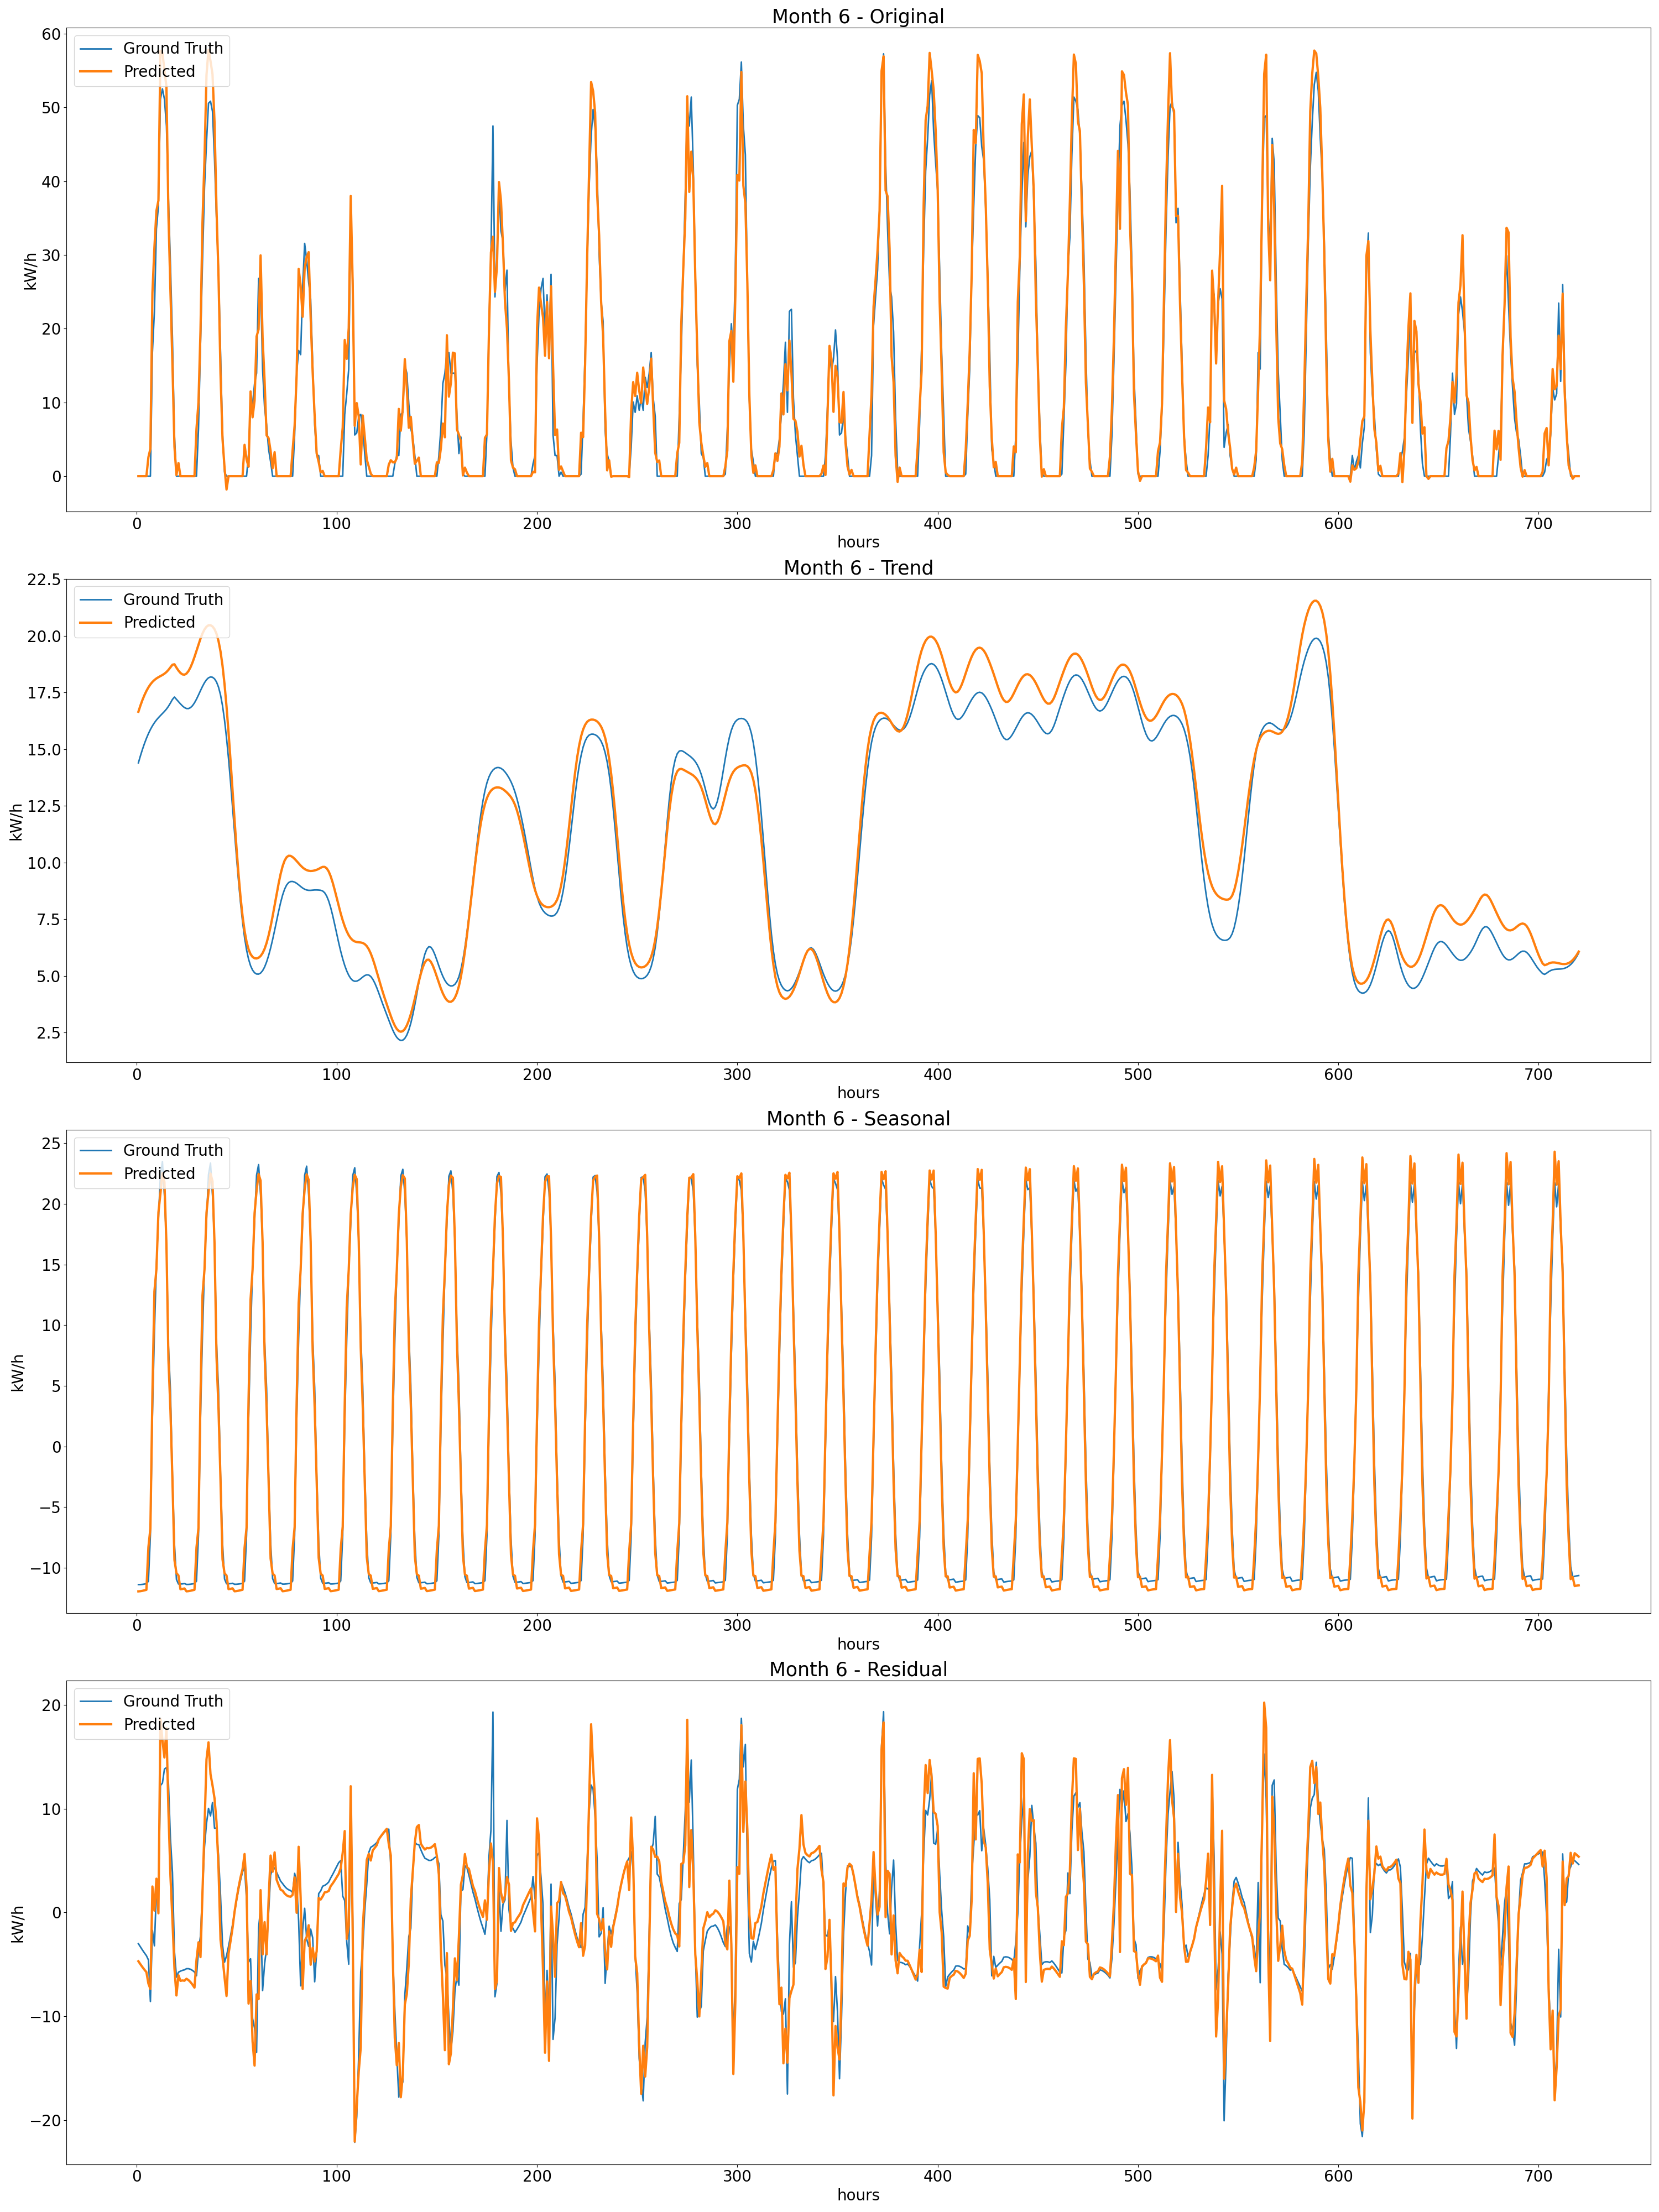 Month 6 - Original
Ground Truth
Predicted
60
50
40
30
20
10
0
kW/h
0 100 200 300 400 500 600 700
hours
Month 6 - Trend
Ground Truth
Predicted
22.5
20.0
17.5
15.0
12.5
10.0
7.5
5.0
2.5
kW/h
0 100 200 300 400 500 600 700
hours
Month 6 - Seasonal
Ground Truth
Predicted
25
20
15
10
5
0
−5
−10
kW/h
0 100 200 300 400 500 600 700
hours
Month 6 - Residual
Ground Truth
Predicted
20
10
0
−10
−20
kW/h
0 100 200 300 400 500 600 700
hours